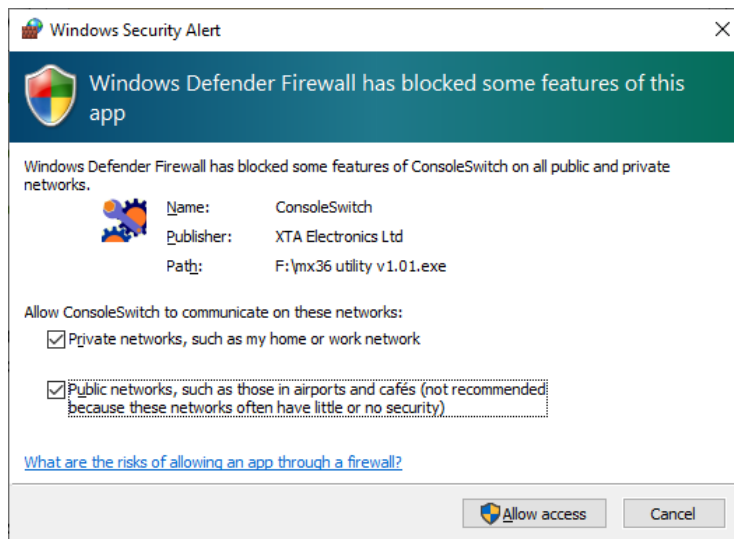 Windows Security Alert
Windows Defender Firewall has blocked some features of this
app
Windows Defender Firewall has blocked some features of ConsoleSwitch on all public and private
networks.
Name: ConsoleSwitch
Publisher: XTA Electronics Ltd
Path: F:\mx36 utility v1.01.exe
Allow ConsoleSwitch to communicate on these networks:
Private networks, such as my home or work network
Public networks, such as those in airports and cafés (not recommended
because these networks often have little or no security)
What are the risks of allowing an app through a firewall?
Allow access Cancel